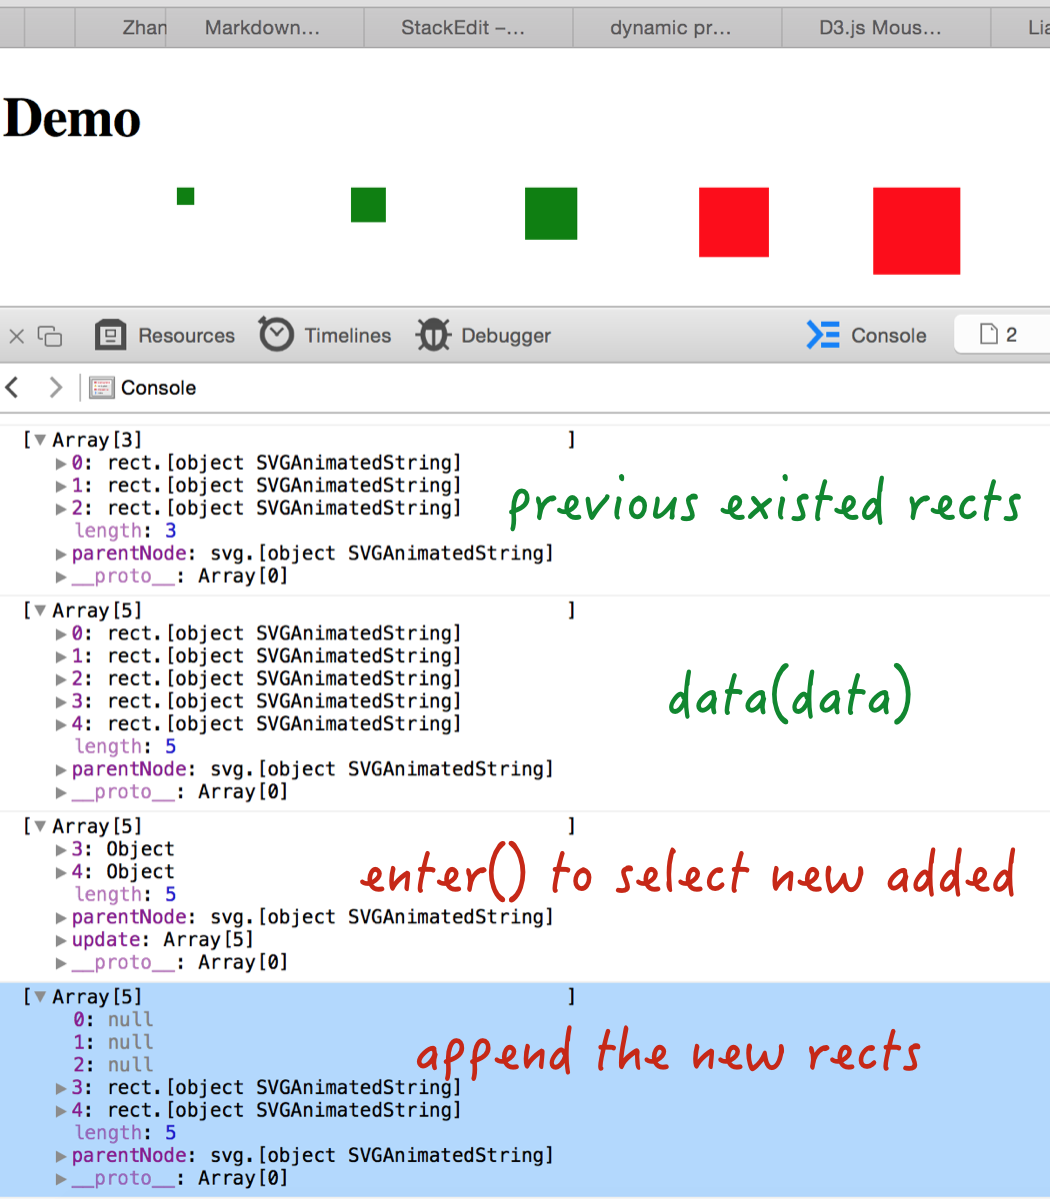 Zhan Markdown... StackEdit –... dynamic pr... D3.js Mous... Lia
Demo
Resources Timelines Debugger Console 2
Console
[▼Array[3] ]
▶0: rect.[object SVGAnimatedString]
▶1: rect.[object SVGAnimatedString]
▶2: rect.[object SVGAnimatedString]
previous existed rects
length: 3
▶parentNode: svg.[object SVGAnimatedString]
▶__proto__: Array[0]
[▼Array[5] ]
▶0: rect.[object SVGAnimatedString]
▶1: rect.[object SVGAnimatedString]
▶2: rect.[object SVGAnimatedString]
data(data)
▶3: rect.[object SVGAnimatedString]
▶4: rect.[object SVGAnimatedString]
length: 5
▶parentNode: svg.[object SVGAnimatedString]
▶__proto__: Array[0]
[▼Array[5] ]
▶3: Object
▶4: Object
enter() to select new added
length: 5
▶parentNode: svg.[object SVGAnimatedString]
▶update: Array[5]
▶__proto__: Array[0]
[▼Array[5] ]
0: null
1: null
2: null
append the new rects
▶3: rect.[object SVGAnimatedString]
▶4: rect.[object SVGAnimatedString]
length: 5
▶parentNode: svg.[object SVGAnimatedString]
▶__proto__: Array[0]